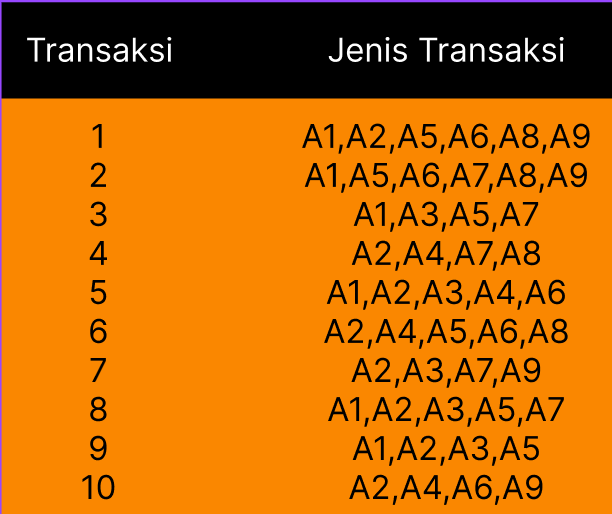 Transaksi Jenis Transaksi
1 A1,A2,A5,A6,A8,A9
2 A1,A5,A6,A7,A8,A9
3 A1,A3,A5,A7
4 A2,A4,A7,A8
5 A1,A2,A3,A4,A6
6 A2,A4,A5,A6,A8
7 A2,A3,A7,A9
8 A1,A2,A3,A5,A7
9 A1,A2,A3,A5
10 A2,A4,A6,A9